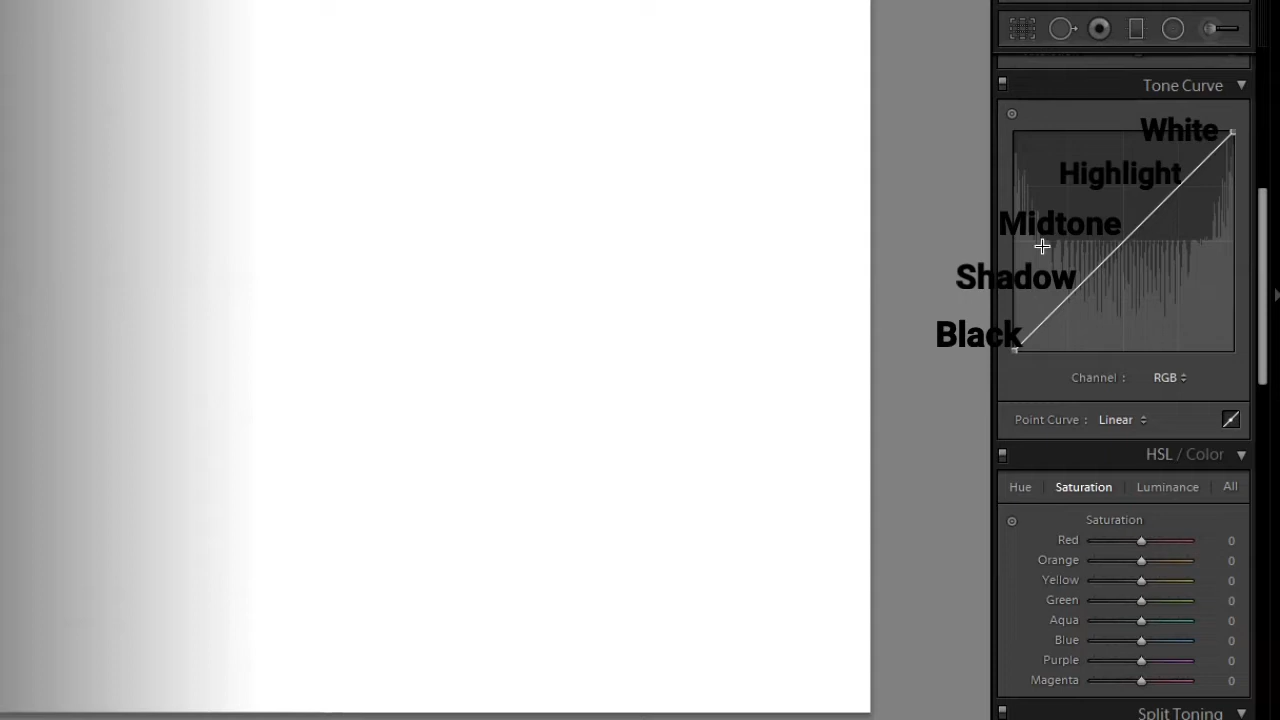 Tone Curve
White
Highlight
Midtone
Shadow
Black
Channel : RGB
Point Curve : Linear
HSL / Color
Hue Saturation Luminance All
Saturation
Red 0
Orange 0
Yellow 0
Green 0
Aqua 0
Blue 0
Purple 0
Magenta 0
Split Toning